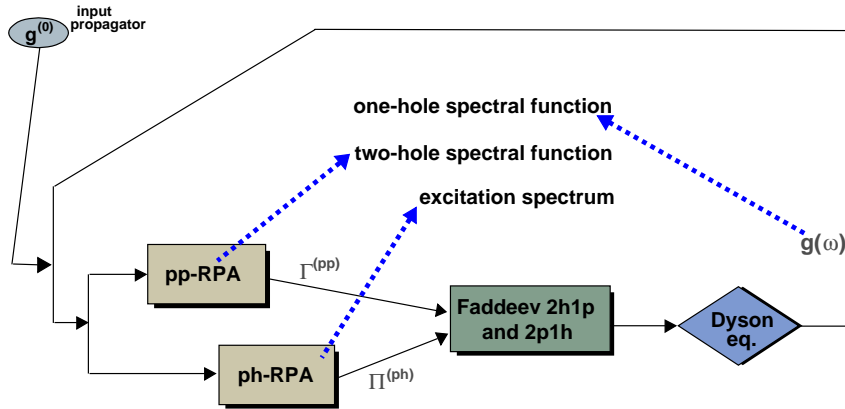 input
propagator
g(0)
one-hole spectral function
two-hole spectral function
excitation spectrum
g(ω)
pp-RPA
Γ(pp)
Faddeev 2h1p
and 2p1h
Dyson
eq.
ph-RPA
Π(ph)